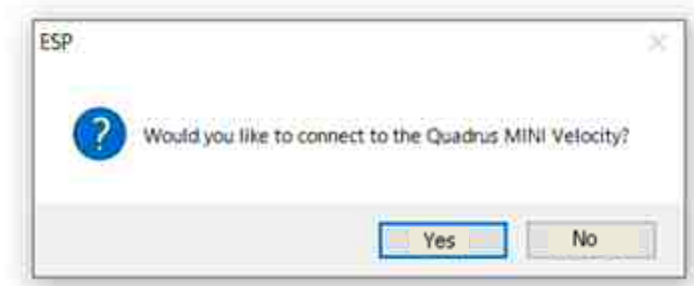 ESP
Would you like to connect to the Quadrus MINI Velocity?
Yes No